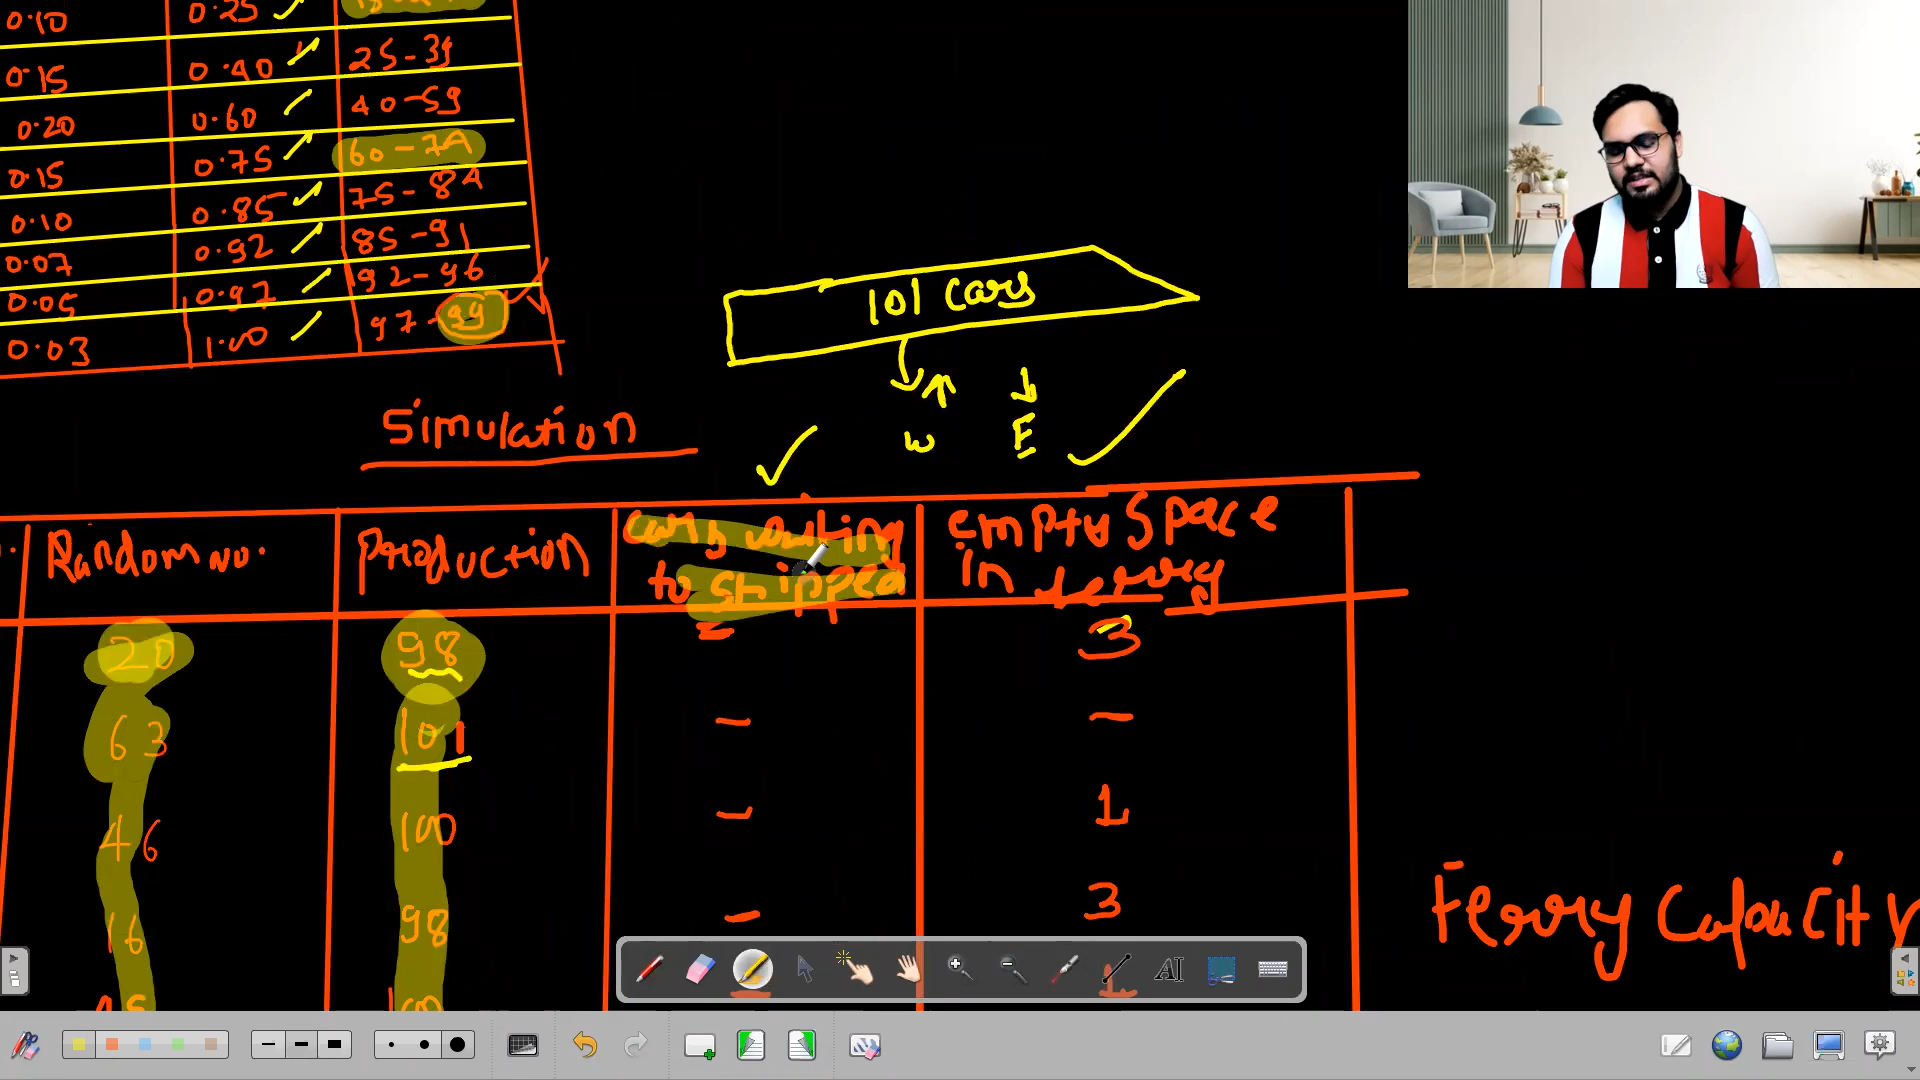 0.10 0.25
0.15 0.40 25-39
0.20 0.60 40-59
0.15 0.75 60-74
0.10 0.85 75-84
0.07 0.92 85-91
0.05 0.97 92-96
0.03 1.00 97-99
101 Cars
W E
Simulation
Random no. Production Cars waiting to shipped empty Space in ferry
20 98 - 3
63 101 - -
46 100 - 1
16 98 - 3
100 1
Ferry Capacity